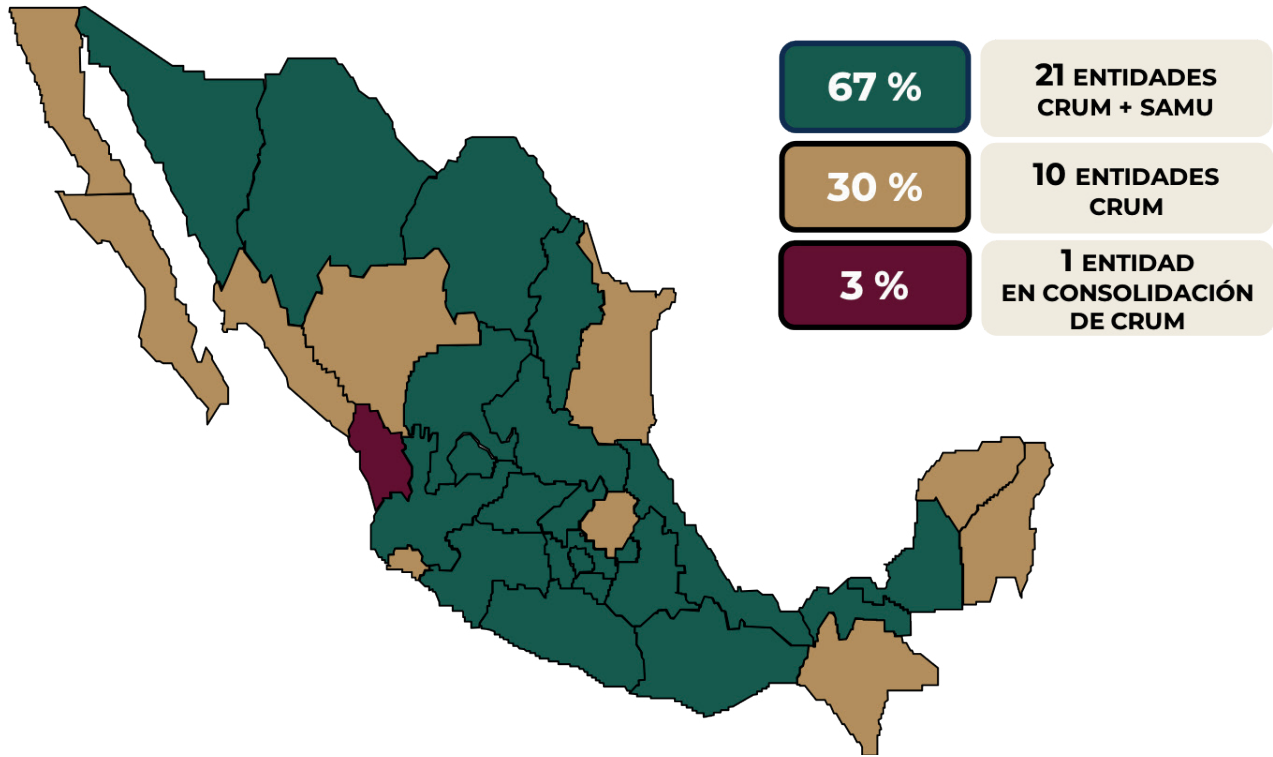 67 %
21 ENTIDADES
CRUM + SAMU
30 %
10 ENTIDADES
CRUM
3 %
1 ENTIDAD
EN CONSOLIDACIÓN
DE CRUM